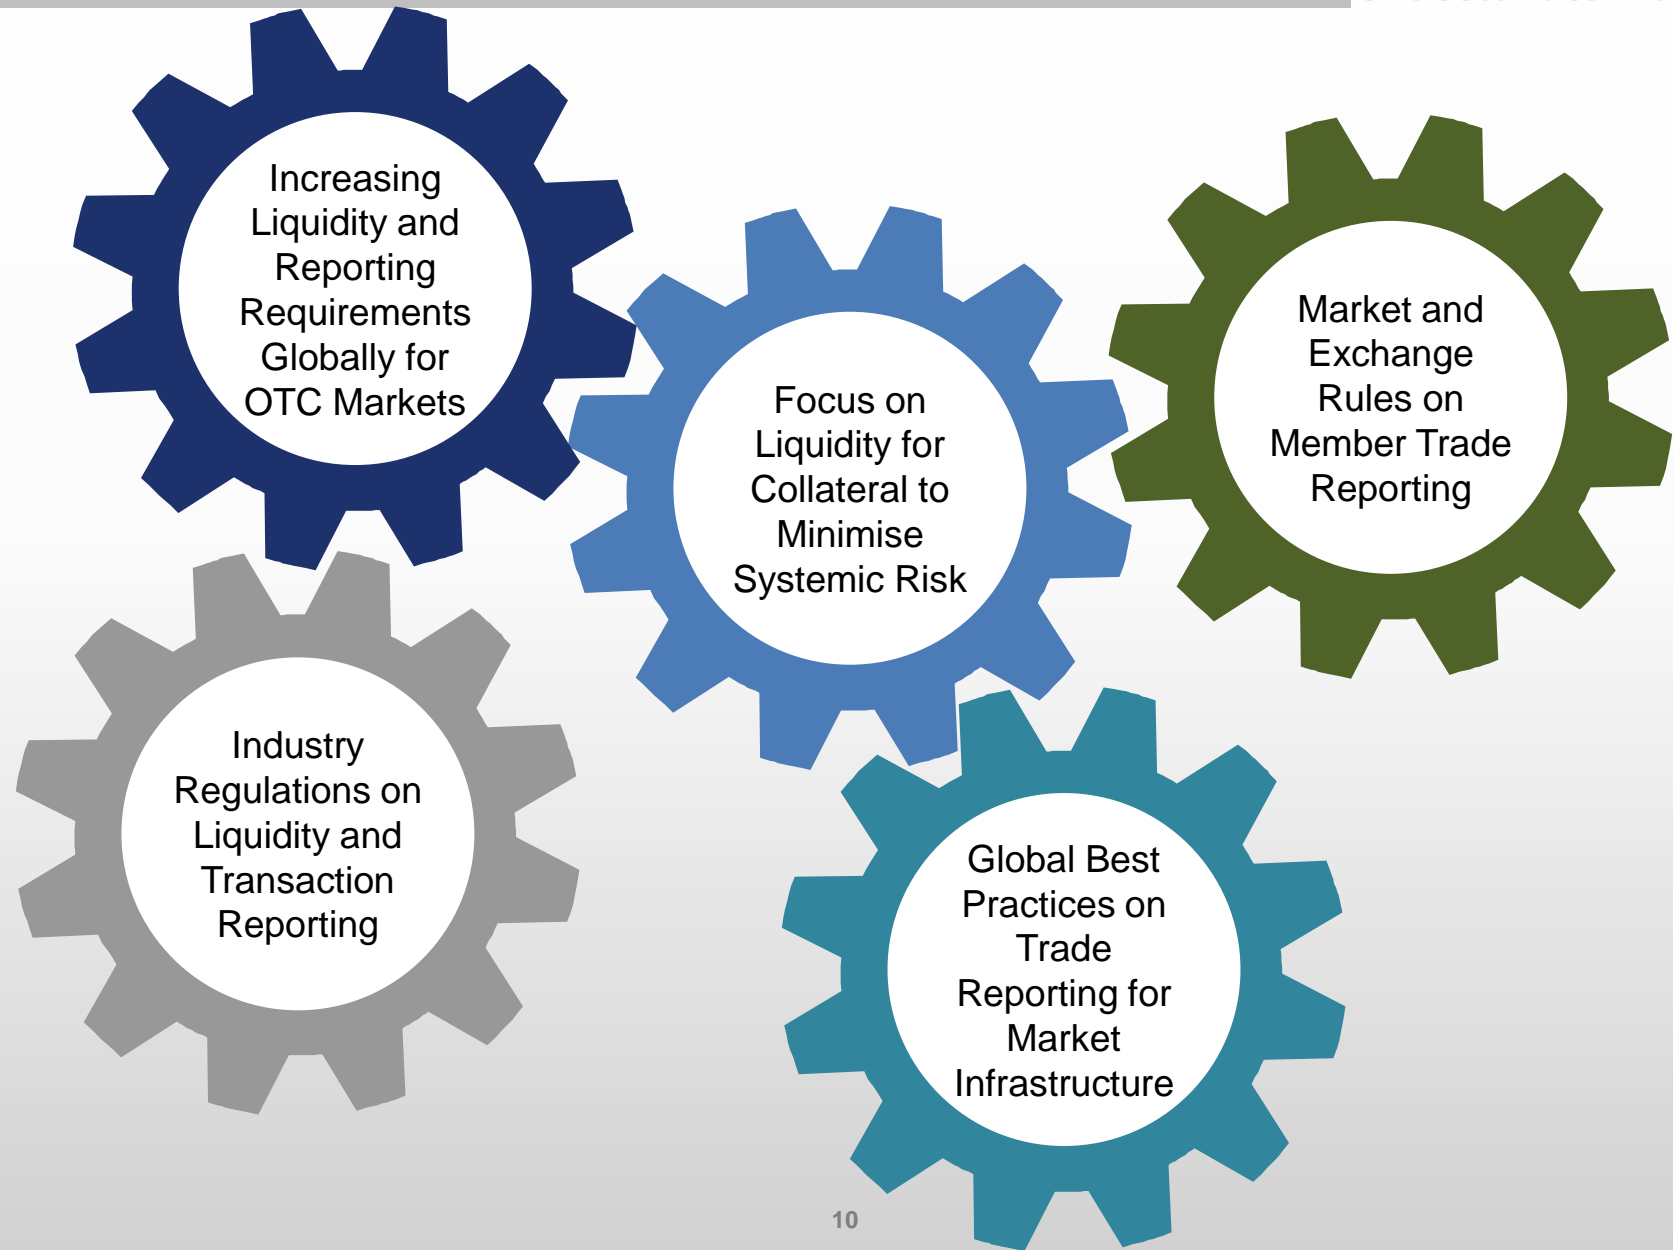 Increasing
Liquidity and
Reporting
Requirements
Globally for
OTC Markets
Focus on
Liquidity for
Collateral to
Minimise
Systemic Risk
Market and
Exchange
Rules on
Member Trade
Reporting
Industry
Regulations on
Liquidity and
Transaction
Reporting
Global Best
Practices on
Trade
Reporting for
Market
Infrastructure
10